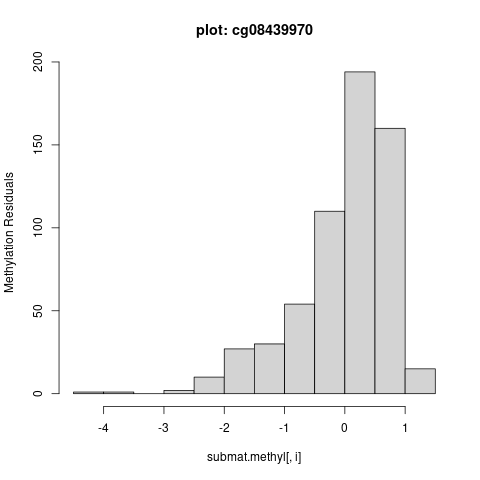 plot: cg08439970
Methylation Residuals
200
150
100
50
0
-4 -3 -2 -1 0 1
submat.methyl[, i]